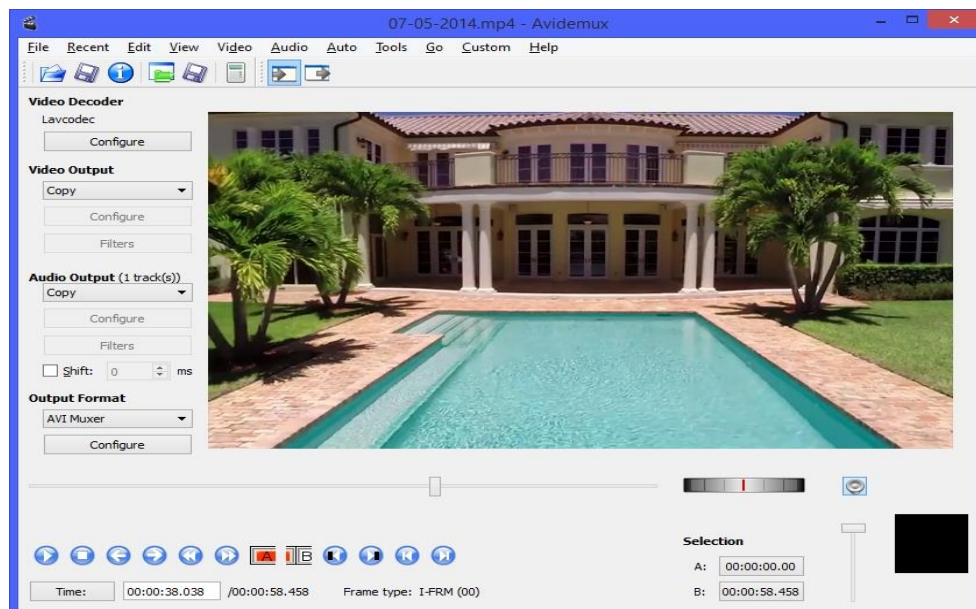 07-05-2014.mp4 - Avidemux
File Recent Edit View Video Audio Auto Tools Go Custom Help
Video Decoder
Lavcodec
Configure
Video Output
Copy
Configure
Filters
Audio Output (1 track(s))
Copy
Configure
Filters
Shift: 0 ms
Output Format
AVI Muxer
Configure
A B
Selection
A: 00:00:00.00
Time: 00:00:38.038 /00:00:58.458 Frame type: I-FRM (00)
B: 00:00:58.458